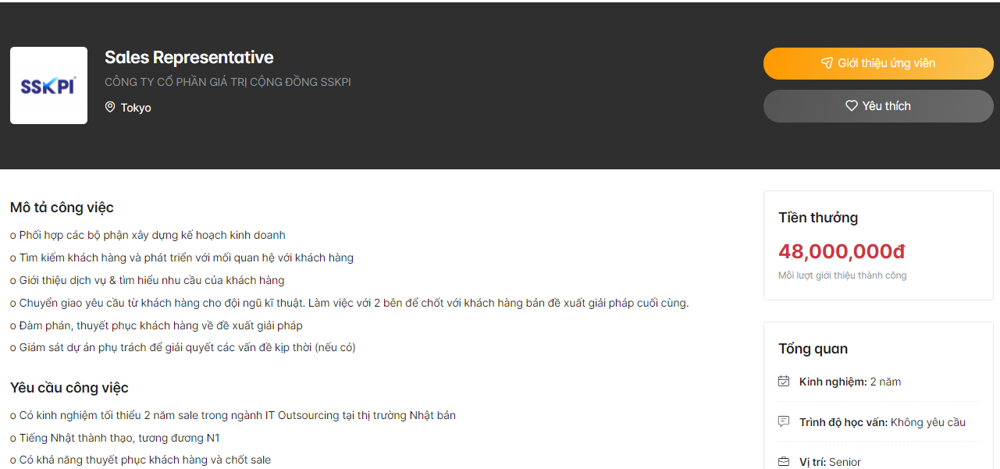 SSKPI
Sales Representative
CÔNG TY CỔ PHẦN GIÁ TRỊ CỘNG ĐỒNG SSKPI
Tokyo
Giới thiệu ứng viên
Yêu thích
Mô tả công việc
o Phối hợp các bộ phận xây dựng kế hoạch kinh doanh
o Tìm kiếm khách hàng và phát triển với mối quan hệ với khách hàng
o Giới thiệu dịch vụ & tìm hiểu nhu cầu của khách hàng
o Chuyển giao yêu cầu từ khách hàng cho đội ngũ kĩ thuật. Làm việc với 2 bên để chốt với khách hàng bản đề xuất giải pháp cuối cùng.
o Đàm phán, thuyết phục khách hàng về đề xuất giải pháp
o Giám sát dự án phụ trách để giải quyết các vấn đề kịp thời (nếu có)
Yêu cầu công việc
o Có kinh nghiệm tối thiểu 2 năm sale trong ngành IT Outsourcing tại thị trường Nhật bản
o Tiếng Nhật thành thạo, tương đương N1
o Có khả năng thuyết phục khách hàng và chốt sale
Tiền thưởng
48,000,000đ
Mỗi lượt giới thiệu thành công
Tổng quan
Kinh nghiệm: 2 năm
Trình độ học vấn: Không yêu cầu
Vị trí: Senior